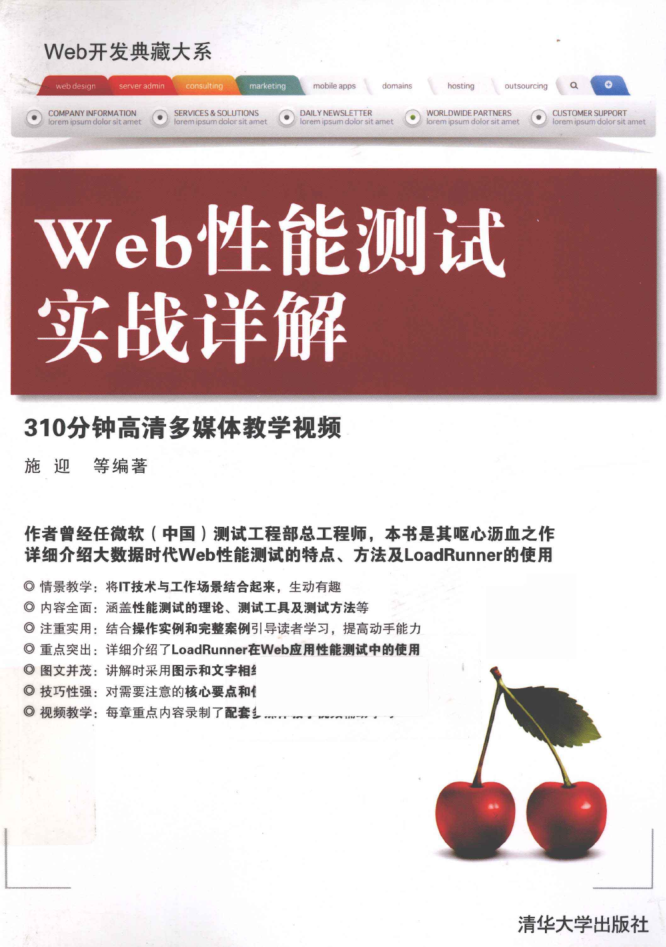 Web开发典藏大系
web design server admin consulting marketing mobile apps domains hosting outsourcing
COMPANY INFORMATION SERVICES & SOLUTIONS DAILY NEWSLETTER WORLDWIDE PARTNERS CUSTOMER SUPPORT
lorem ipsum dolor sit amet lorem ipsum dolor sit amet lorem ipsum dolor sit amet lorem ipsum dolor sit amet lorem ipsum dolor sit amet
Web性能测试
实战详解
310分钟高清多媒体教学视频
施 迎 等编著
作者曾经任微软（中国）测试工程部总工程师，本书是其呕心沥血之作
详细介绍大数据时代Web性能测试的特点、方法及LoadRunner的使用
◎ 情景教学：将IT技术与工作场景结合起来，生动有趣
◎ 内容全面：涵盖性能测试的理论、测试工具及测试方法等
◎ 注重实用：结合操作实例和完整案例引导读者学习，提高动手能力
◎ 重点突出：详细介绍了LoadRunner在Web应用性能测试中的使用
◎ 图文并茂：讲解时采用图示和文字相
◎ 技巧性强：对需要注意的核心要点和
◎ 视频教学：每章重点内容录制了配套
清华大学出版社